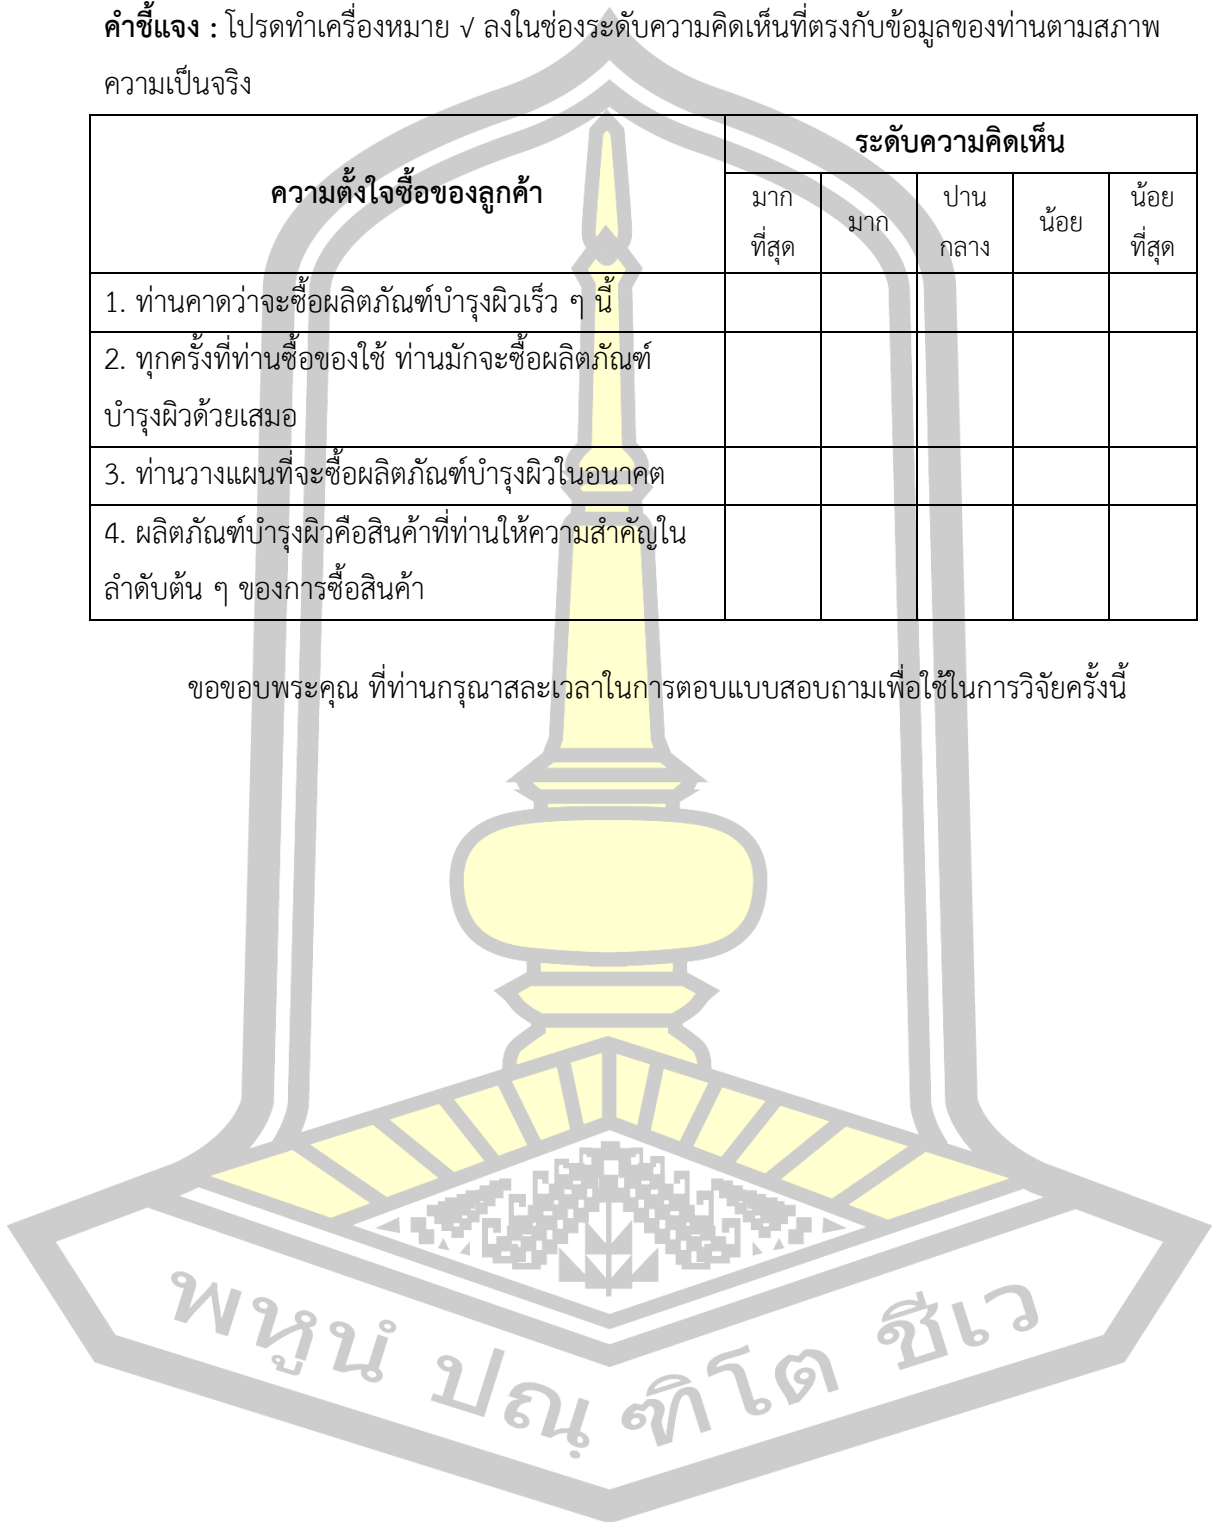 คำชี้แจง : โปรดทำเครื่องหมาย √ ลงในช่องระดับความคิดเห็นที่ตรงกับข้อมูลของท่านตามสภาพ
ความเป็นจริง
ความตั้งใจซื้อของลูกค้า
ระดับความคิดเห็น
มาก
ที่สุด
มาก
ปาน
กลาง
น้อย
น้อย
ที่สุด
1. ท่านคาดว่าจะซื้อผลิตภัณฑ์บำรุงผิวเร็ว ๆ นี้
2. ทุกครั้งที่ท่านซื้อของใช้ ท่านมักจะซื้อผลิตภัณฑ์
บำรุงผิวด้วยเสมอ
3. ท่านวางแผนที่จะซื้อผลิตภัณฑ์บำรุงผิวในอนาคต
4. ผลิตภัณฑ์บำรุงผิวคือสินค้าที่ท่านให้ความสำคัญใน
ลำดับต้น ๆ ของการซื้อสินค้า
ขอขอบพระคุณ ที่ท่านกรุณาสละเวลาในการตอบแบบสอบถามเพื่อใช้ในการวิจัยครั้งนี้
พหูนํ ปณฺ ฑิโต ชีเว